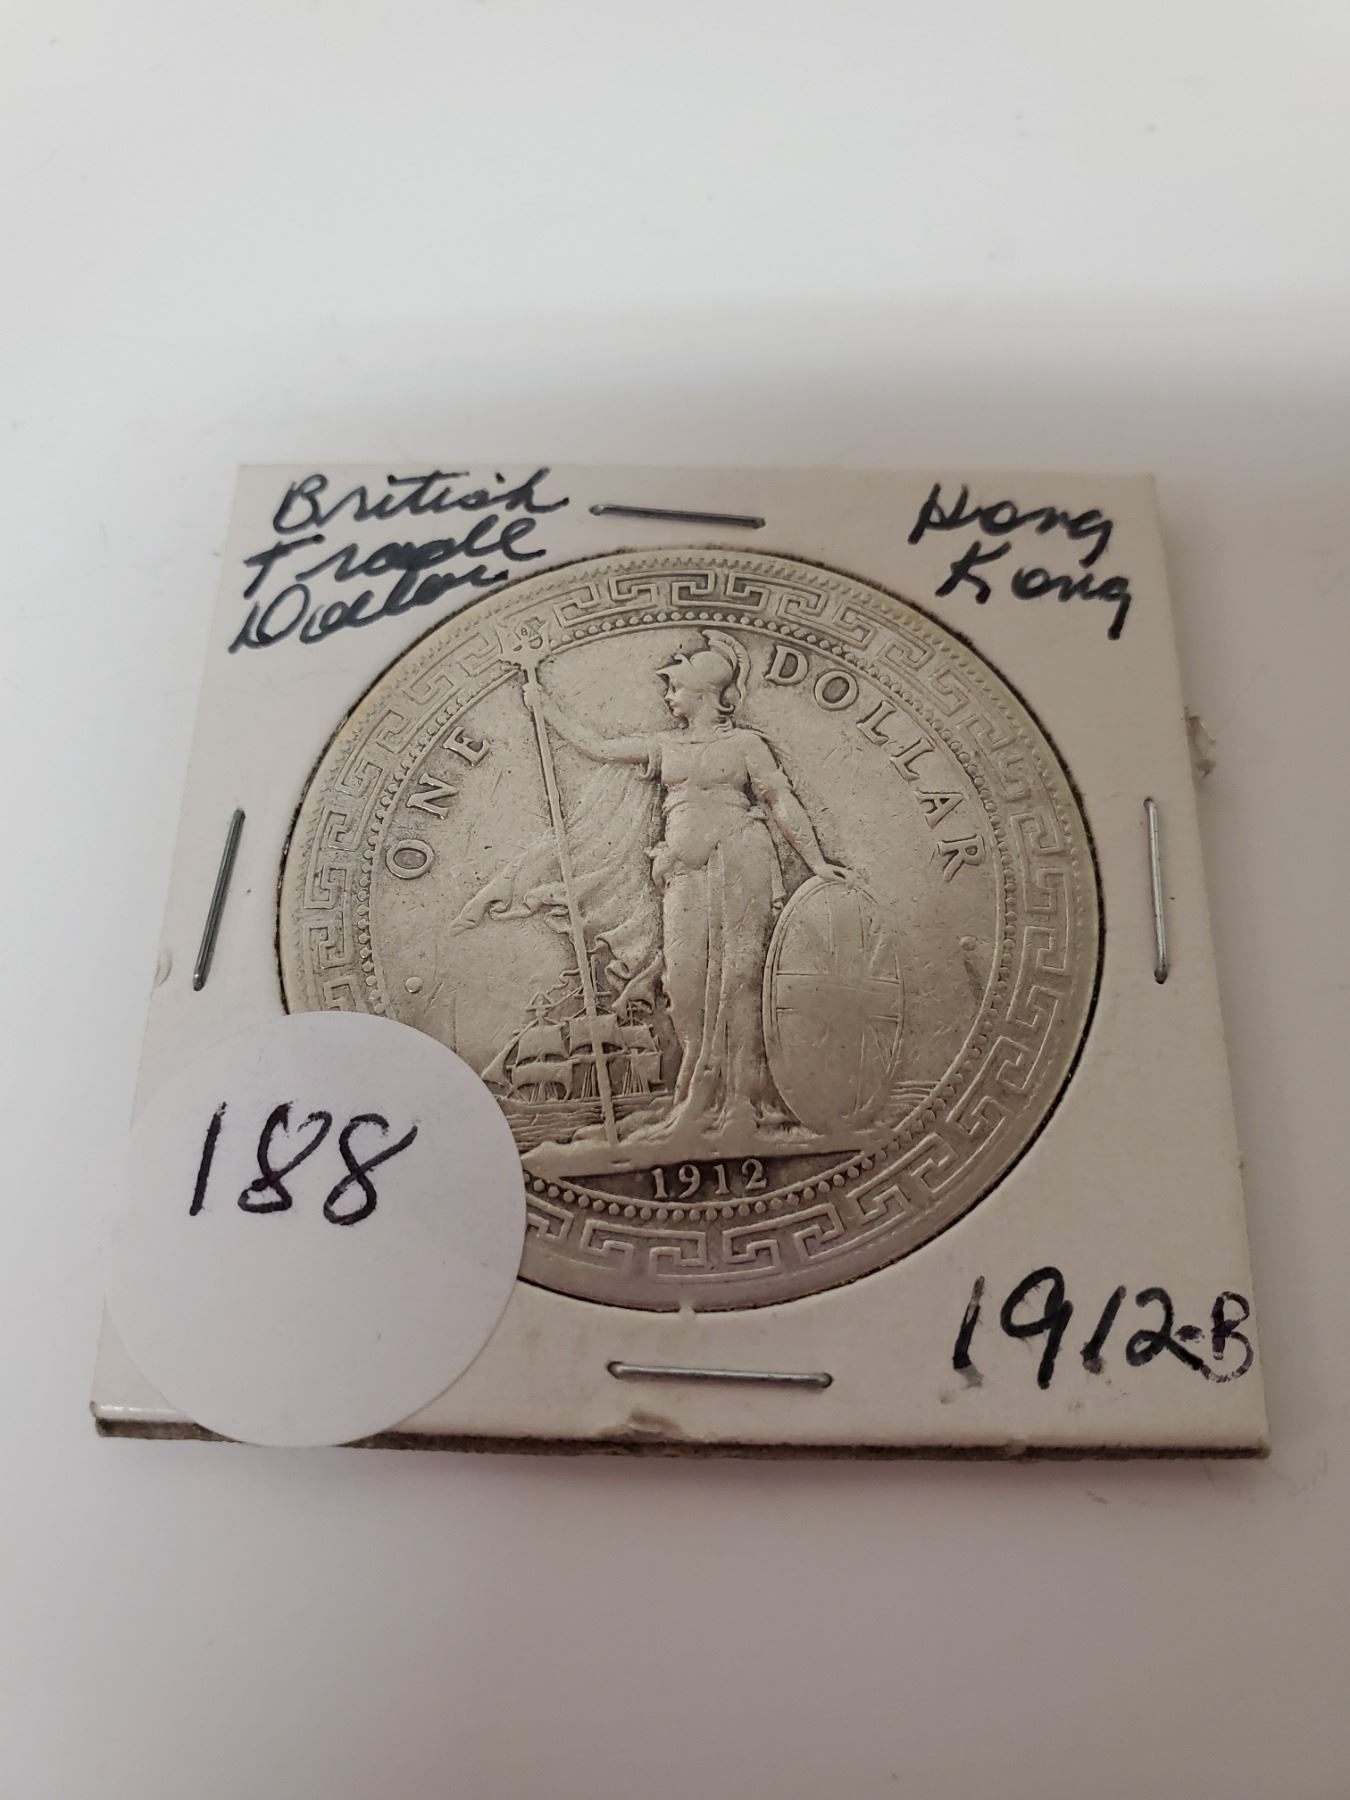 British
Trade
Dollar
Hong
Kong
ONE DOLLAR
B
1912
188
1912-B